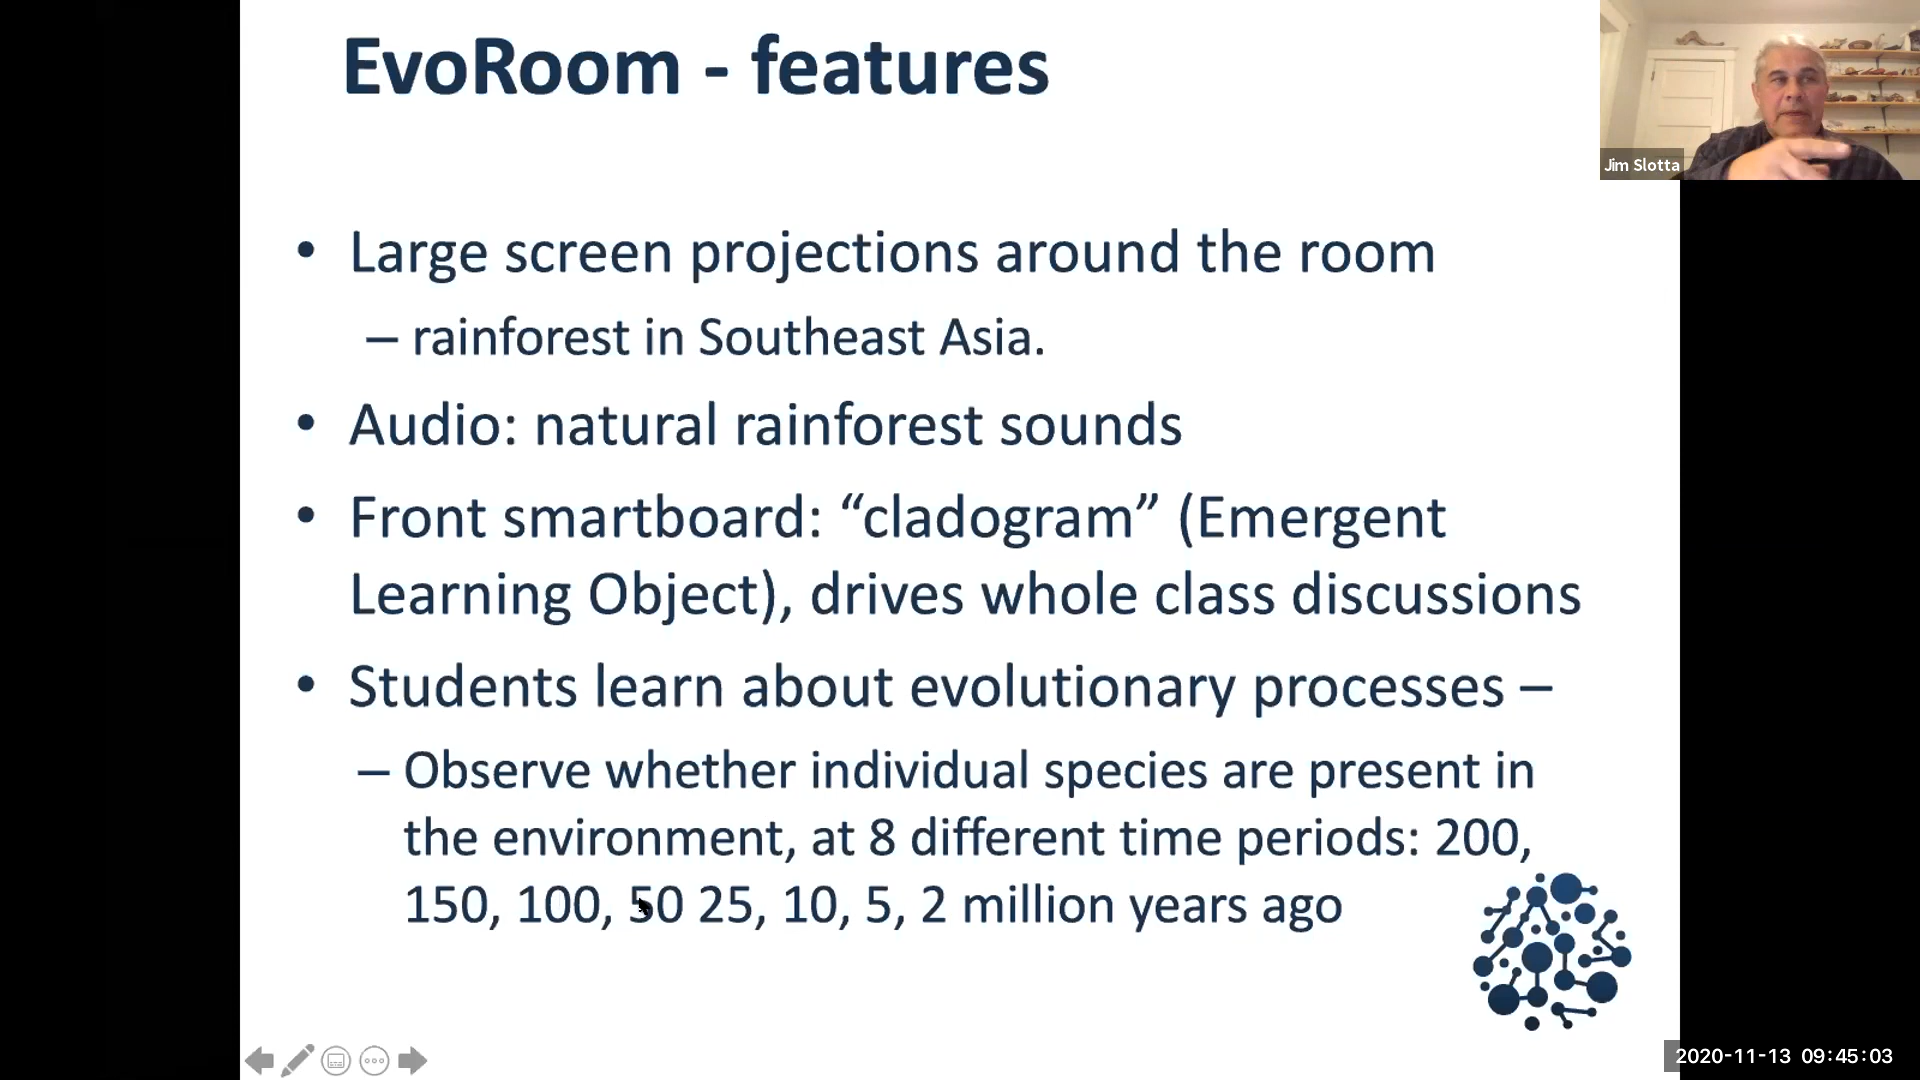 EvoRoom - features
Jim Slotta
• Large screen projections around the room
– rainforest in Southeast Asia.
• Audio: natural rainforest sounds
• Front smartboard: “cladogram” (Emergent
Learning Object), drives whole class discussions
• Students learn about evolutionary processes –
– Observe whether individual species are present in
the environment, at 8 different time periods: 200,
150, 100, 50 25, 10, 5, 2 million years ago
2020-11-13 09:45:03